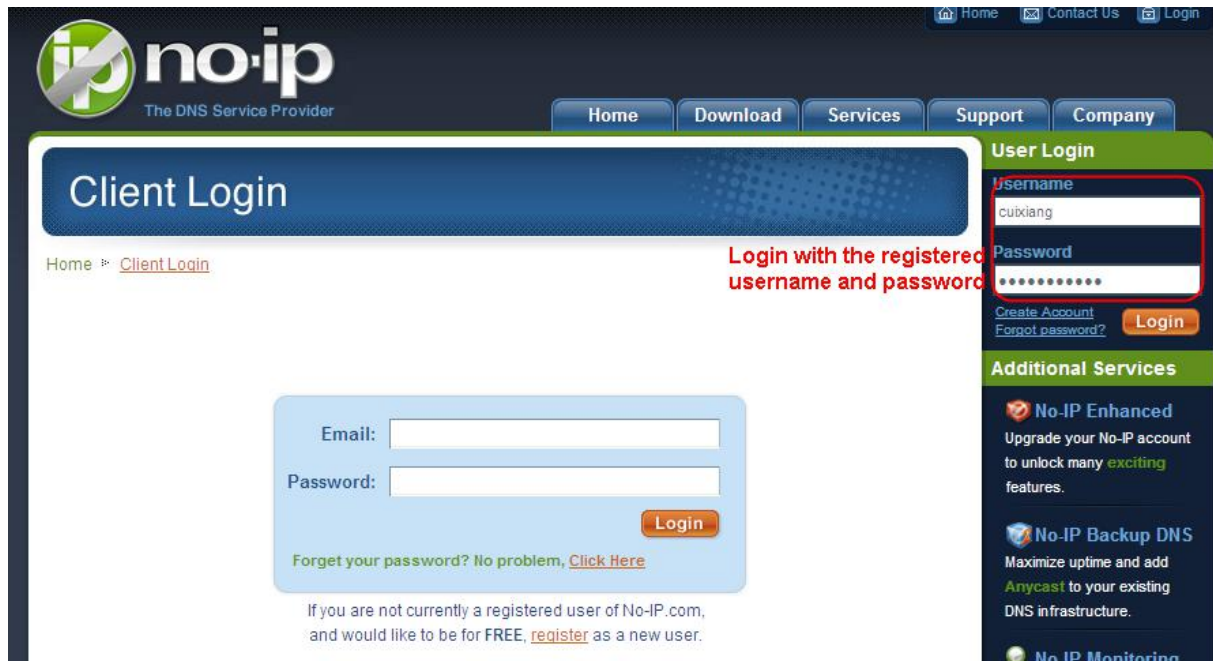 Home Contact Us Login
ip no·ip
The DNS Service Provider
Home Download Services Support Company
Client Login
Home » Client Login
Login with the registered
username and password
User Login
Username
cuixiang
Password
•••••••••••
Create Account
Forgot password?
Login
Email:
Password:
Login
Forget your password? No problem, Click Here
If you are not currently a registered user of No-IP.com,
and would like to be for FREE, register as a new user.
Additional Services
No-IP Enhanced
Upgrade your No-IP account
to unlock many exciting
features.
No-IP Backup DNS
Maximize uptime and add
Anycast to your existing
DNS infrastructure.
No-IP Monitoring